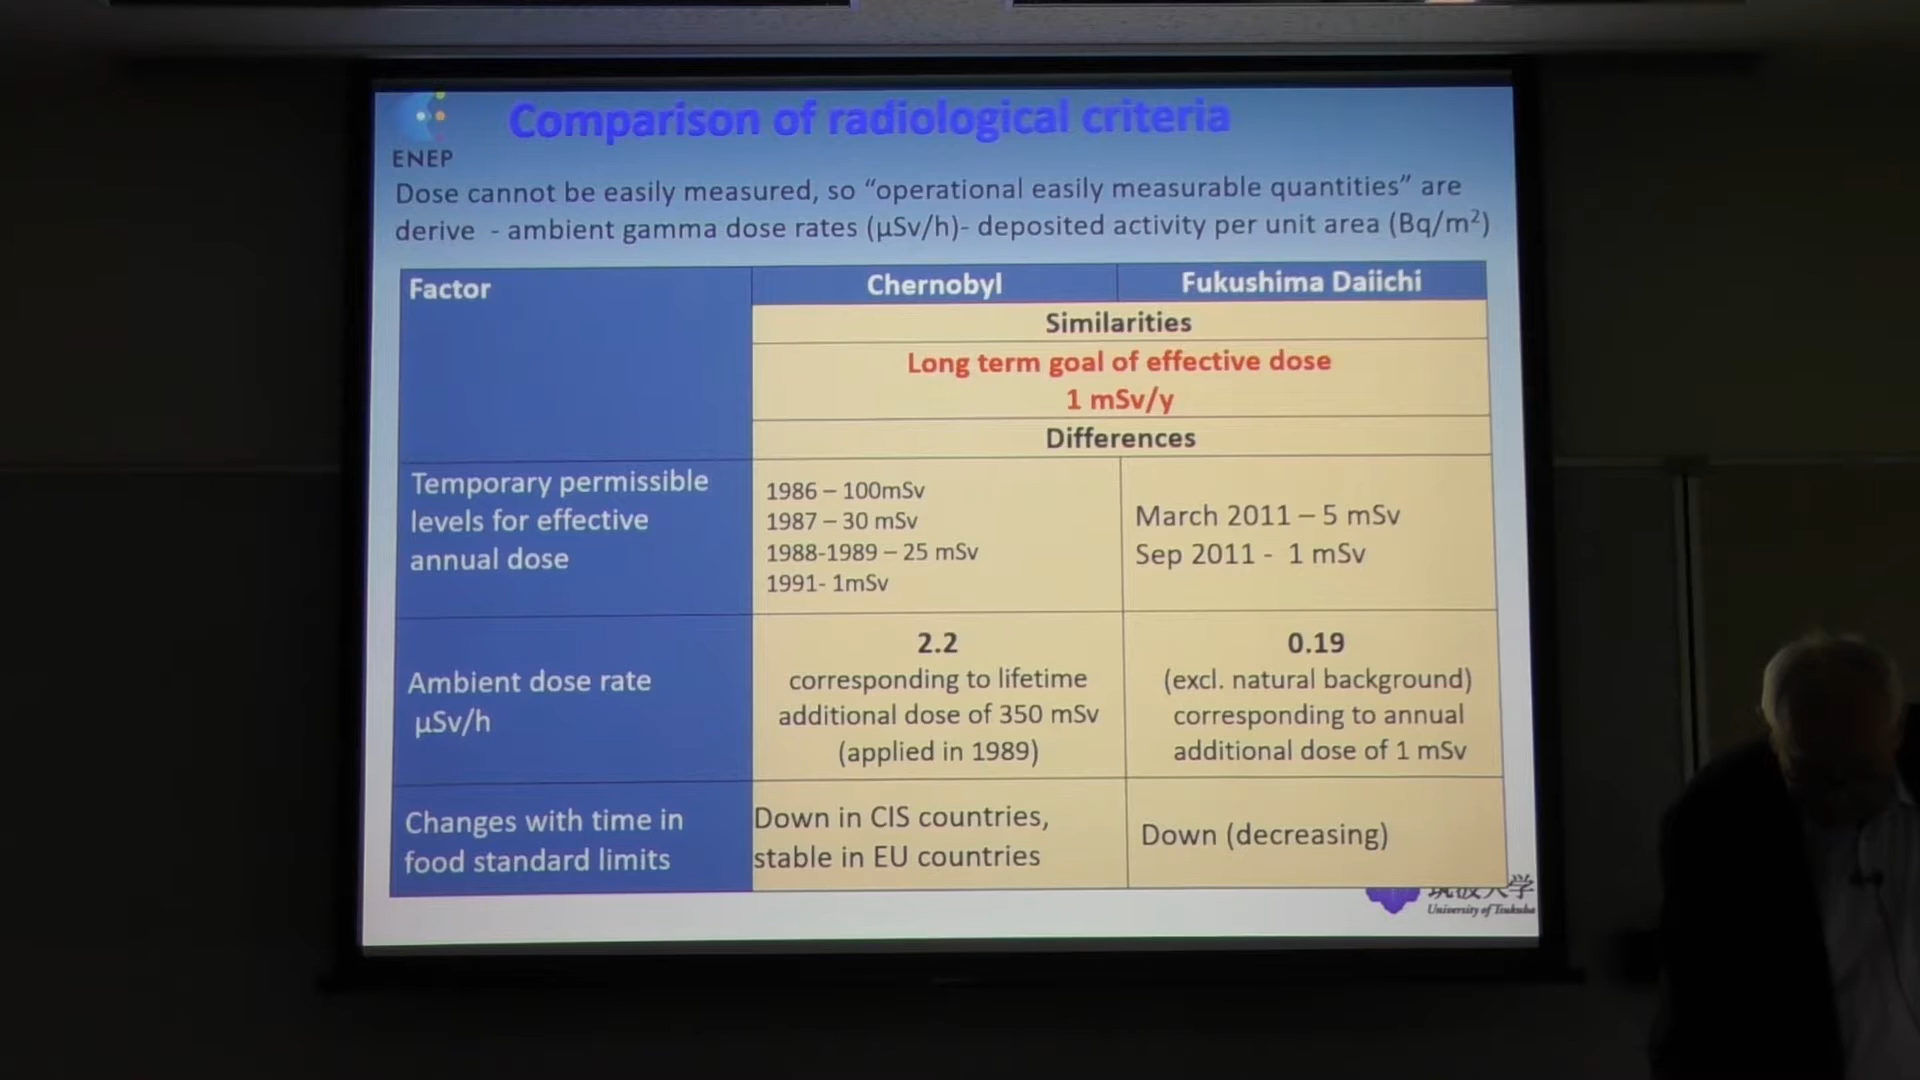 Comparison of radiological criteria
ENEP
Dose cannot be easily measured, so “operational easily measurable quantities” are
derive - ambient gamma dose rates (µSv/h)- deposited activity per unit area (Bq/m²)
Factor
Chernobyl
Fukushima Daiichi
Similarities
Long term goal of effective dose
1 mSv/y
Differences
Temporary permissible
levels for effective
annual dose
1986 – 100mSv
1987 – 30 mSv
1988-1989 – 25 mSv
1991- 1mSv
March 2011 – 5 mSv
Sep 2011 - 1 mSv
Ambient dose rate
µSv/h
2.2
corresponding to lifetime
additional dose of 350 mSv
(applied in 1989)
0.19
(excl. natural background)
corresponding to annual
additional dose of 1 mSv
Changes with time in
food standard limits
Down in CIS countries,
stable in EU countries
Down (decreasing)
University of Tsukuba